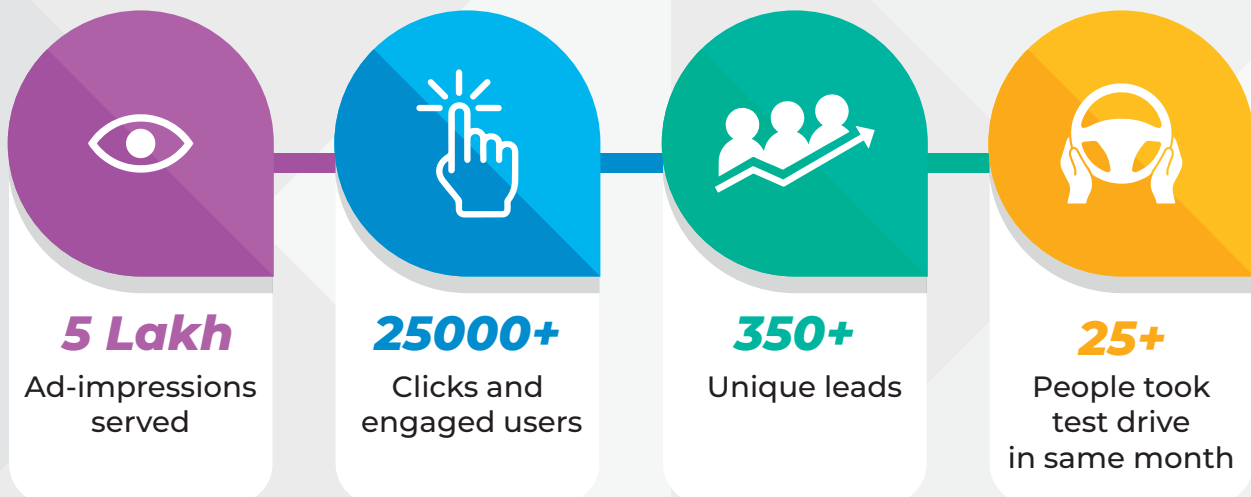 5 Lakh
Ad-impressions
served
25000+
Clicks and
engaged users
350+
Unique leads
25+
People took
test drive
in same month